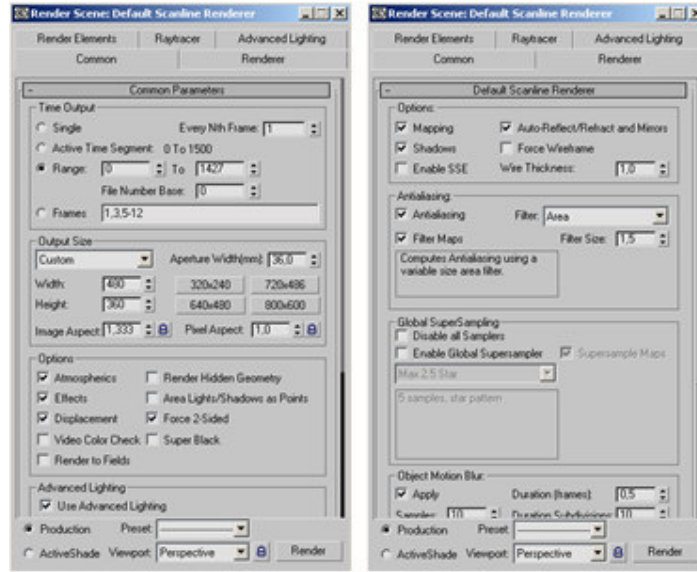 Render Scene: Default Scanline Renderer
Render Elements Raytracer Advanced Lighting
Common Renderer
- Common Parameters
Time Output
Single Every Nth Frame: 1
Active Time Segment: 0 To 1500
Range: 0 To 1427
File Number Base: 0
Frames 1,3,5-12
Output Size
Custom Aperture Width(mm): 36,0
Width: 480 320x240 720x486
Height: 360 640x480 800x600
Image Aspect: 1,333 Pixel Aspect: 1,0
Options
Atmospherics Render Hidden Geometry
Effects Area Lights/Shadows as Points
Displacement Force 2-Sided
Video Color Check Super Black
Render to Fields
Advanced Lighting
Use Advanced Lighting
Production Preset:
ActiveShade Viewport: Perspective Render
Render Scene: Default Scanline Renderer
Render Elements Raytracer Advanced Lighting
Common Renderer
- Default Scanline Renderer
Options:
Mapping Auto-Reflect/Refract and Mirrors
Shadows Force Wireframe
Enable SSE Wire Thickness: 1,0
Antialiasing:
Antialiasing Filter: Area
Filter Maps Filter Size: 1,5
Computes Antialiasing using a
variable size area filter.
Global SuperSampling
Disable all Samplers
Enable Global Supersampler Supersample Maps
Max 2.5 Star
5 samples, star pattern
Object Motion Blur:
Apply Duration (frames): 0,5
Samples: 10 Duration Subdivisions: 10
Production Preset:
ActiveShade Viewport: Perspective Render